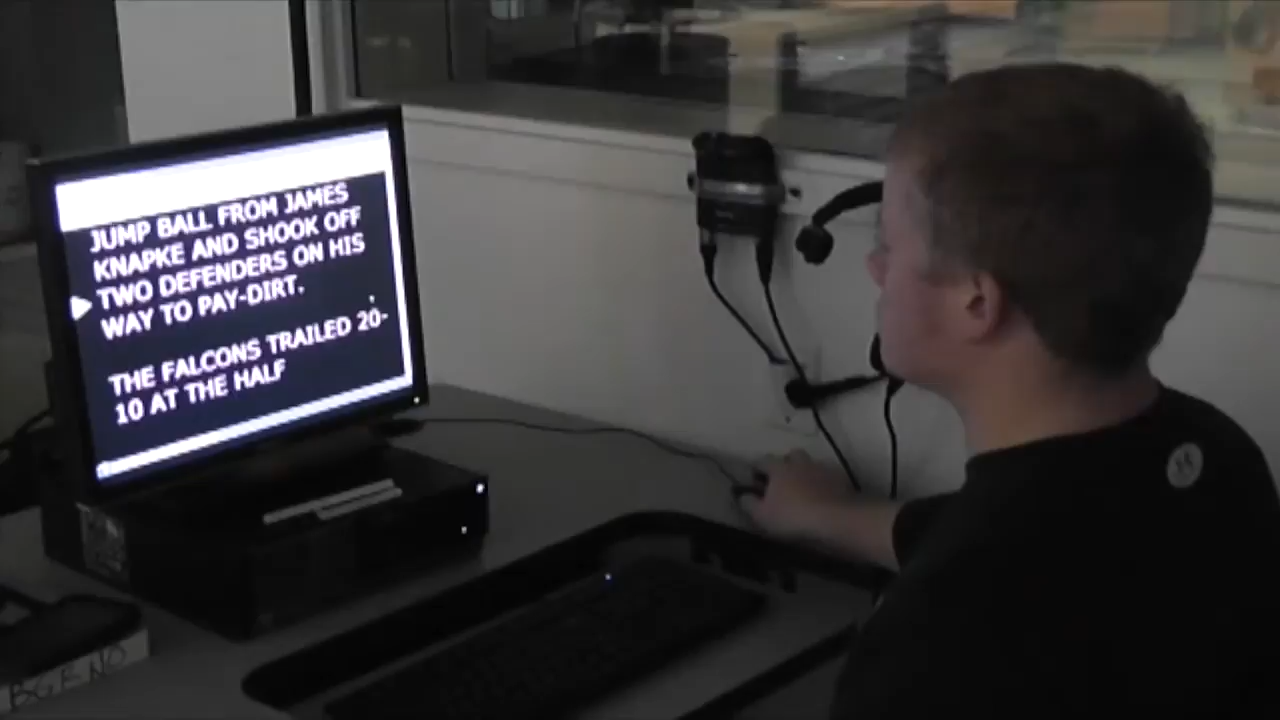 JUMP BALL FROM JAMES
KNAPKE AND SHOOK OFF
TWO DEFENDERS ON HIS
WAY TO PAY-DIRT.
THE FALCONS TRAILED 20-
10 AT THE HALF